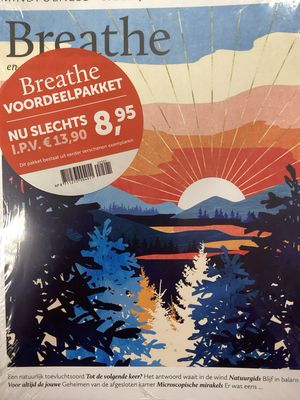 MINDFULNESS
Breathe
en
Breathe
VOORDEELPAKKET
NU SLECHTS
I.P.V. € 13,90
8,95
Dit pakket bestaat uit eerder verschenen exemplaren
Een natuurlijk toevluchtsoord Tot de volgende keer? Het antwoord waait in de wind Natuurgids Blijf in balans
Voor altijd de jouwe Geheimen van de afgesloten kamer Microscopische mirakels Er was eens ...